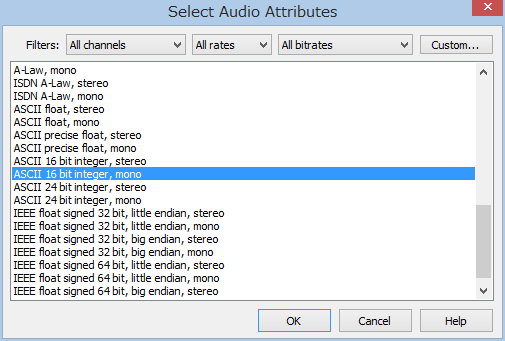 Select Audio Attributes
Filters: All channels All rates All bitrates Custom...
A-Law, mono
ISDN A-Law, stereo
ISDN A-Law, mono
ASCII float, stereo
ASCII float, mono
ASCII precise float, stereo
ASCII precise float, mono
ASCII 16 bit integer, stereo
ASCII 16 bit integer, mono
ASCII 24 bit integer, stereo
ASCII 24 bit integer, mono
IEEE float signed 32 bit, little endian, stereo
IEEE float signed 32 bit, little endian, mono
IEEE float signed 32 bit, big endian, stereo
IEEE float signed 32 bit, big endian, mono
IEEE float signed 64 bit, little endian, stereo
IEEE float signed 64 bit, little endian, mono
IEEE float signed 64 bit, big endian, stereo
OK Cancel Help